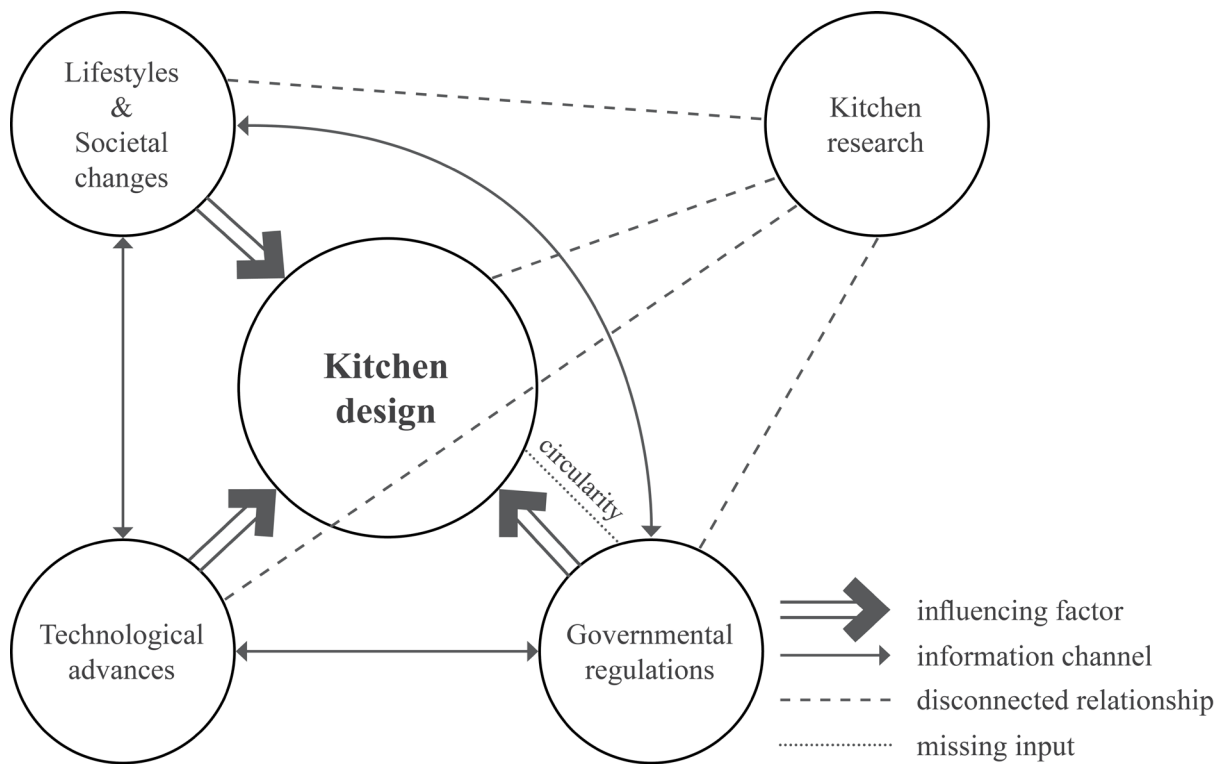 Lifestyles
&
Societal
changes
Kitchen
research
Kitchen
design
circularity
Technological
advances
Governmental
regulations
influencing factor
information channel
disconnected relationship
missing input